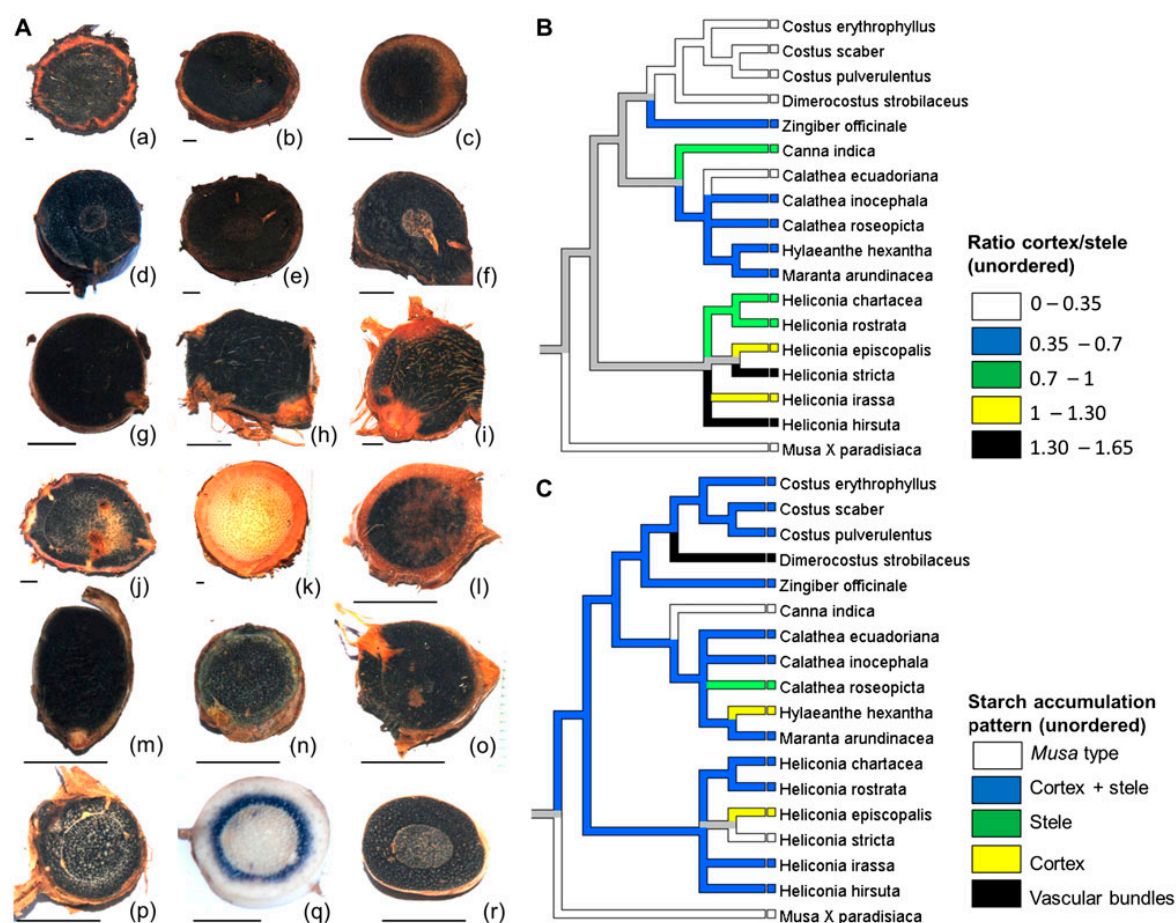 A
(a)
(b)
(c)
(d)
(e)
(f)
(g)
(h)
(i)
(j)
(k)
(l)
(m)
(n)
(o)
(p)
(q)
(r)
B
Costus erythrophyllus
Costus scaber
Costus pulverulentus
Dimerocostus strobilaceus
Zingiber officinale
Canna indica
Calathea ecuadoriana
Calathea inocephala
Calathea roseopicta
Hylaeanthe hexantha
Maranta arundinacea
Heliconia chartacea
Heliconia rostrata
Heliconia episcopalis
Heliconia stricta
Heliconia irassa
Heliconia hirsuta
Musa X paradisiaca
Ratio cortex/stele
(unordered)
0 – 0.35
0.35 – 0.7
0.7 – 1
1 – 1.30
1.30 – 1.65
C
Costus erythrophyllus
Costus scaber
Costus pulverulentus
Dimerocostus strobilaceus
Zingiber officinale
Canna indica
Calathea ecuadoriana
Calathea inocephala
Calathea roseopicta
Hylaeanthe hexantha
Maranta arundinacea
Heliconia chartacea
Heliconia rostrata
Heliconia episcopalis
Heliconia stricta
Heliconia irassa
Heliconia hirsuta
Musa X paradisiaca
Starch accumulation
pattern (unordered)
Musa type
Cortex + stele
Stele
Cortex
Vascular bundles